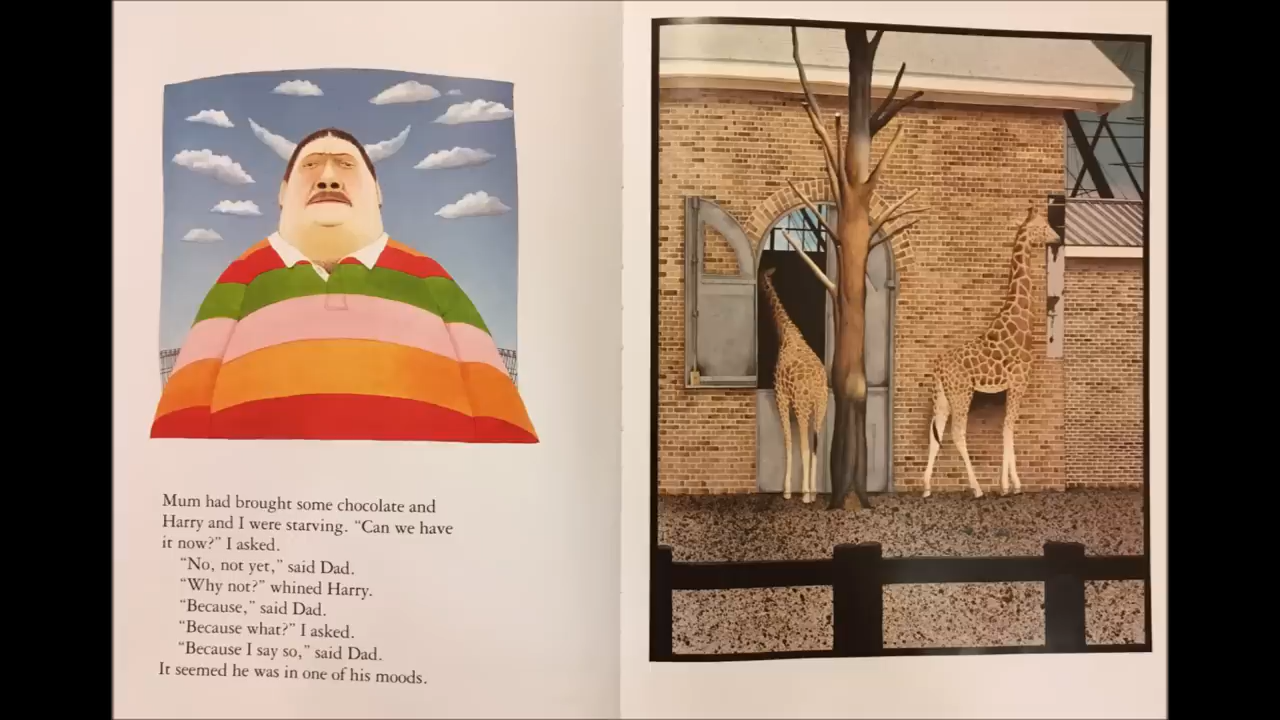 Mum had brought some chocolate and
Harry and I were starving. “Can we have
it now?” I asked.
“No, not yet,” said Dad.
“Why not?” whined Harry.
“Because,” said Dad.
“Because what?” I asked.
“Because I say so,” said Dad.
It seemed he was in one of his moods.